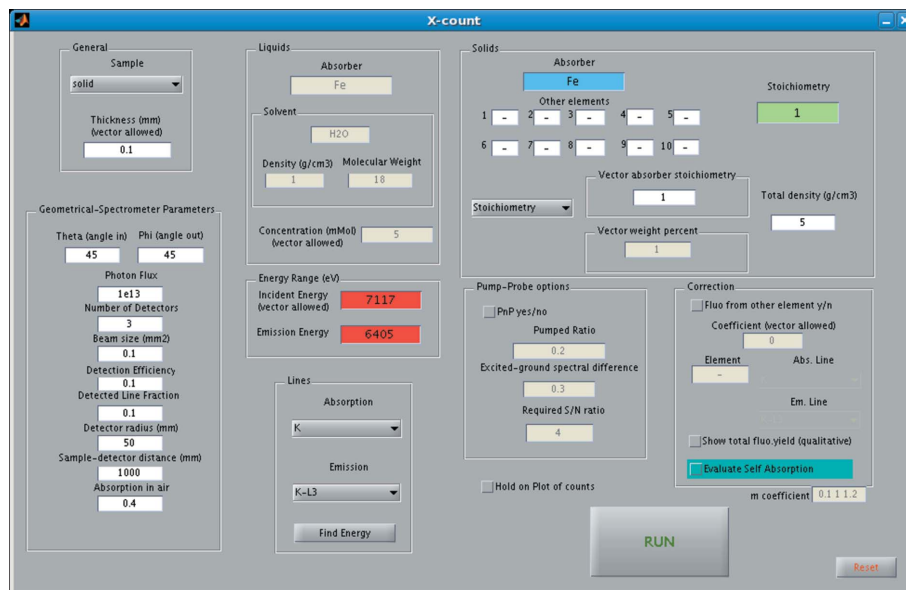 X-count
General
Sample
solid
Thickness (mm)
(vector allowed)
0.1
Geometrical-Spectrometer Parameters
Theta (angle in) Phi (angle out)
45 45
Photon Flux
1e13
Number of Detectors
3
Beam size (mm2)
0.1
Detection Efficiency
0.1
Detected Line Fraction
0.1
Detector radius (mm)
50
Sample-detector distance (mm)
1000
Absorption in air
0.4
Liquids
Absorber
Fe
Solvent
H2O
Density (g/cm3) Molecular Weight
1 18
Concentration (mMol)
(vector allowed)
5
Energy Range (eV)
Incident Energy
(vector allowed)
7117
Emission Energy 6405
Lines
Absorption
K
Emission
K-L3
Find Energy
Solids
Absorber
Fe
Other elements
1 - 2 - 3 - 4 - 5 -
6 - 7 - 8 - 9 - 10 -
Stoichiometry
1
Stoichiometry
Vector absorber stoichiometry
1
Vector weight percent
1
Total density (g/cm3)
5
Pump-Probe options
PnP yes/no
Pumped Ratio
0.2
Excited-ground spectral difference
0.3
Required S/N ratio
4
Hold on Plot of counts
Correction
Fluo from other element y/n
Coefficient (vector allowed)
0
Element Abs. Line
-
Em. Line
Show total fluo.yield (qualitative)
Evaluate Self Absorption
m coefficient 0.1 1 1.2
RUN
Reset